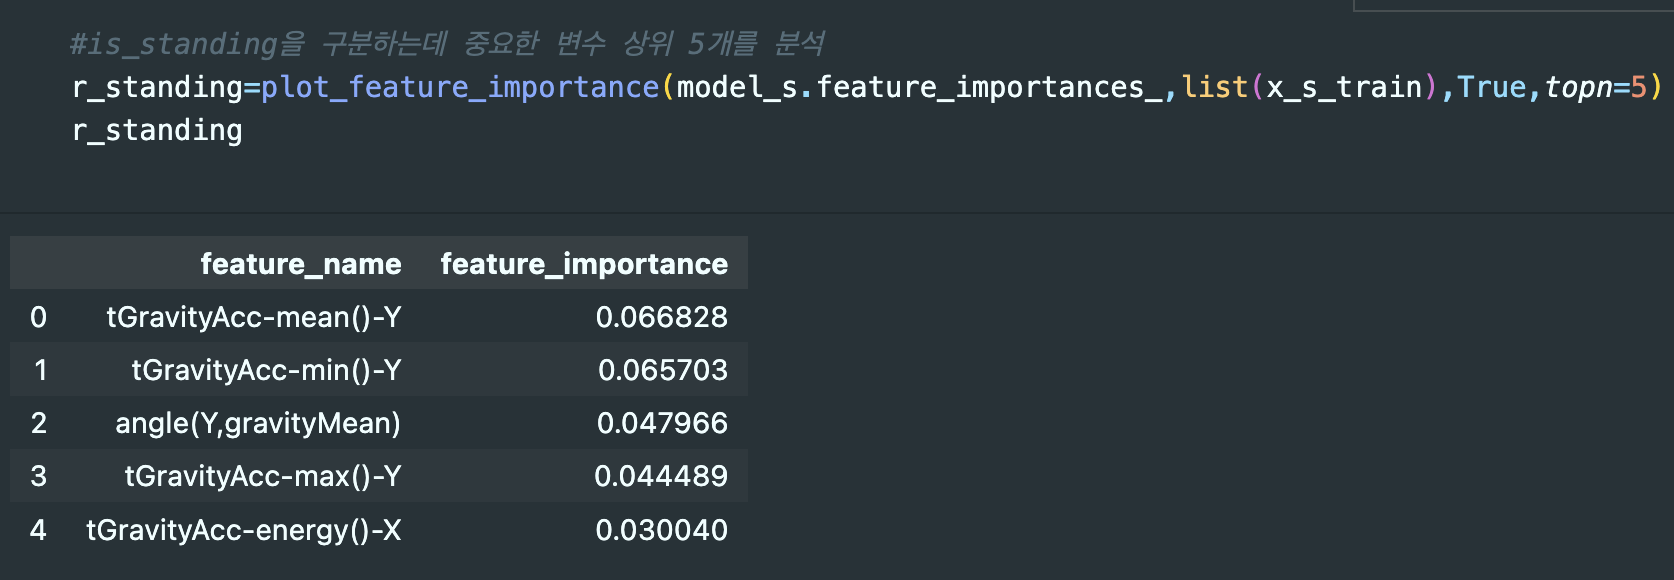 #is_standing을 구분하는데 중요한 변수 상위 5개를 분석
r_standing=plot_feature_importance(model_s.feature_importances_,list(x_s_train),True,topn=5)
r_standing
feature_name feature_importance
0 tGravityAcc-mean()-Y 0.066828
1 tGravityAcc-min()-Y 0.065703
2 angle(Y,gravityMean) 0.047966
3 tGravityAcc-max()-Y 0.044489
4 tGravityAcc-energy()-X 0.030040